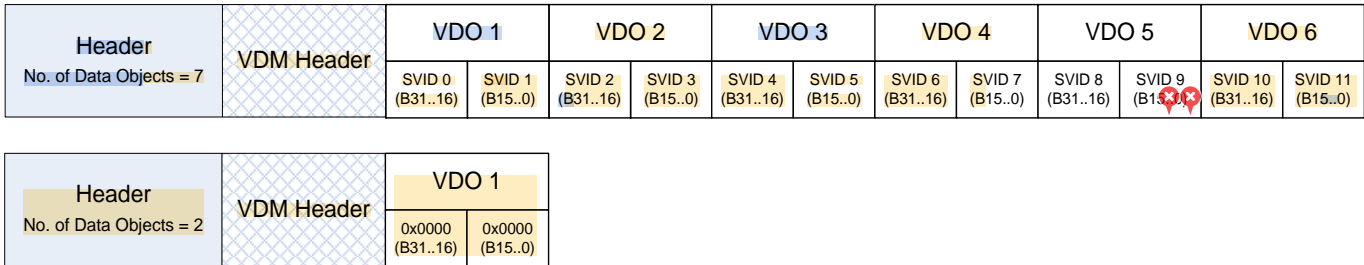 Header
No. of Data Objects = 7
VDM Header
VDO 1 VDO 2 VDO 3 VDO 4 VDO 5 VDO 6
SVID 0 SVID 1 SVID 2 SVID 3 SVID 4 SVID 5 SVID 6 SVID 7 SVID 8 SVID 9 SVID 10 SVID 11
(B31..16) (B15..0) (B31..16) (B15..0) (B31..16) (B15..0) (B31..16) (B15..0) (B31..16) (B15..0) (B31..16) (B15..0)
Header
No. of Data Objects = 2
VDM Header
VDO 1
0x0000 0x0000
(B31..16) (B15..0)